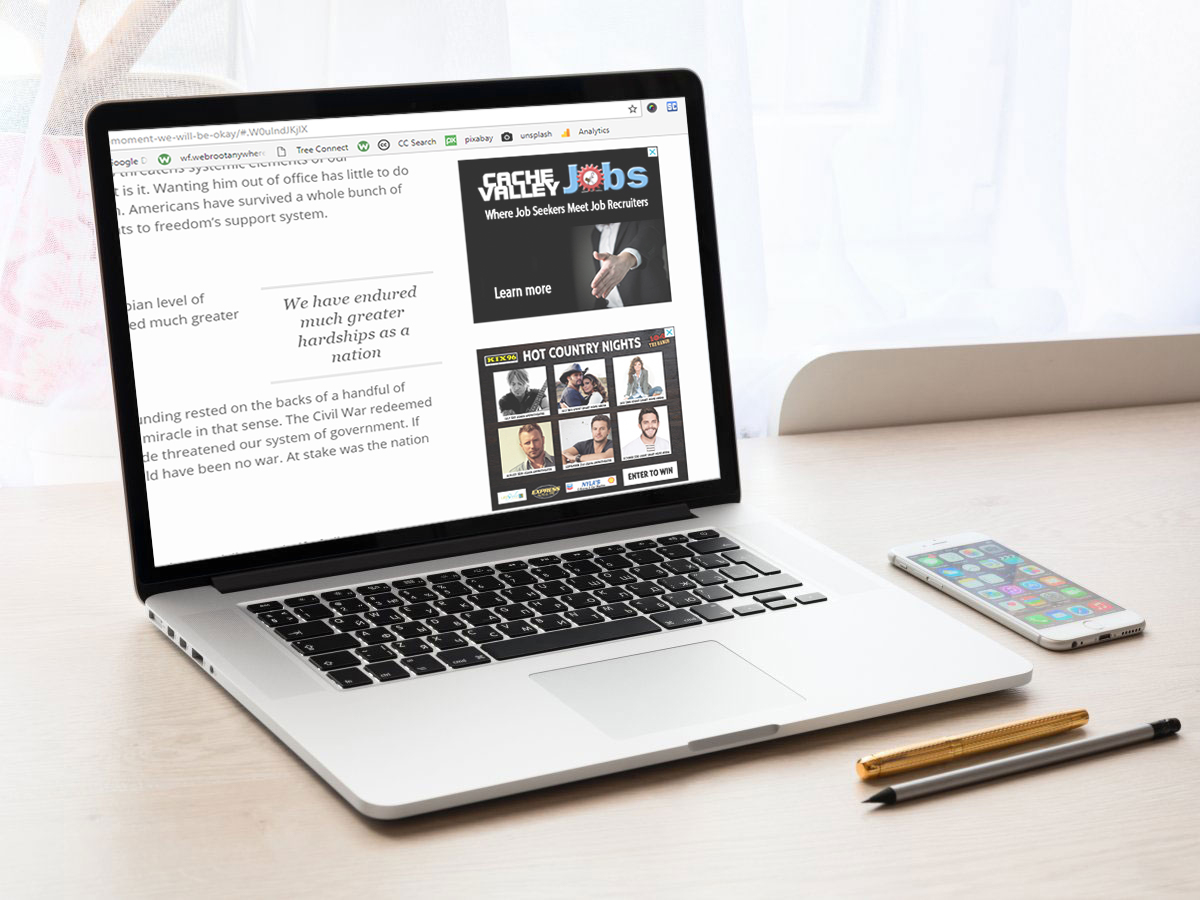 moment-we-will-be-okay/#.W0uIndJKjIX
wf.webrootanywhere
Tree Connect
CC Search
pixabay
unsplash
Analytics
threatens systemic elements of our
t is it. Wanting him out of office has little to do
. Americans have survived a whole bunch of
ts to freedom's support system.
bian level of
ed much greater
We have endured
much greater
hardships as a
nation
unding rested on the backs of a handful of
miracle in that sense. The Civil War redeemed
de threatened our system of government. If
ld have been no war. At stake was the nation
CACHE
VALLEY
Jobs
Where Job Seekers Meet Job Recruiters
Learn more
KIX96
HOT COUNTRY NIGHTS
ENTER TO WIN
EXPRESS
NYLA'S